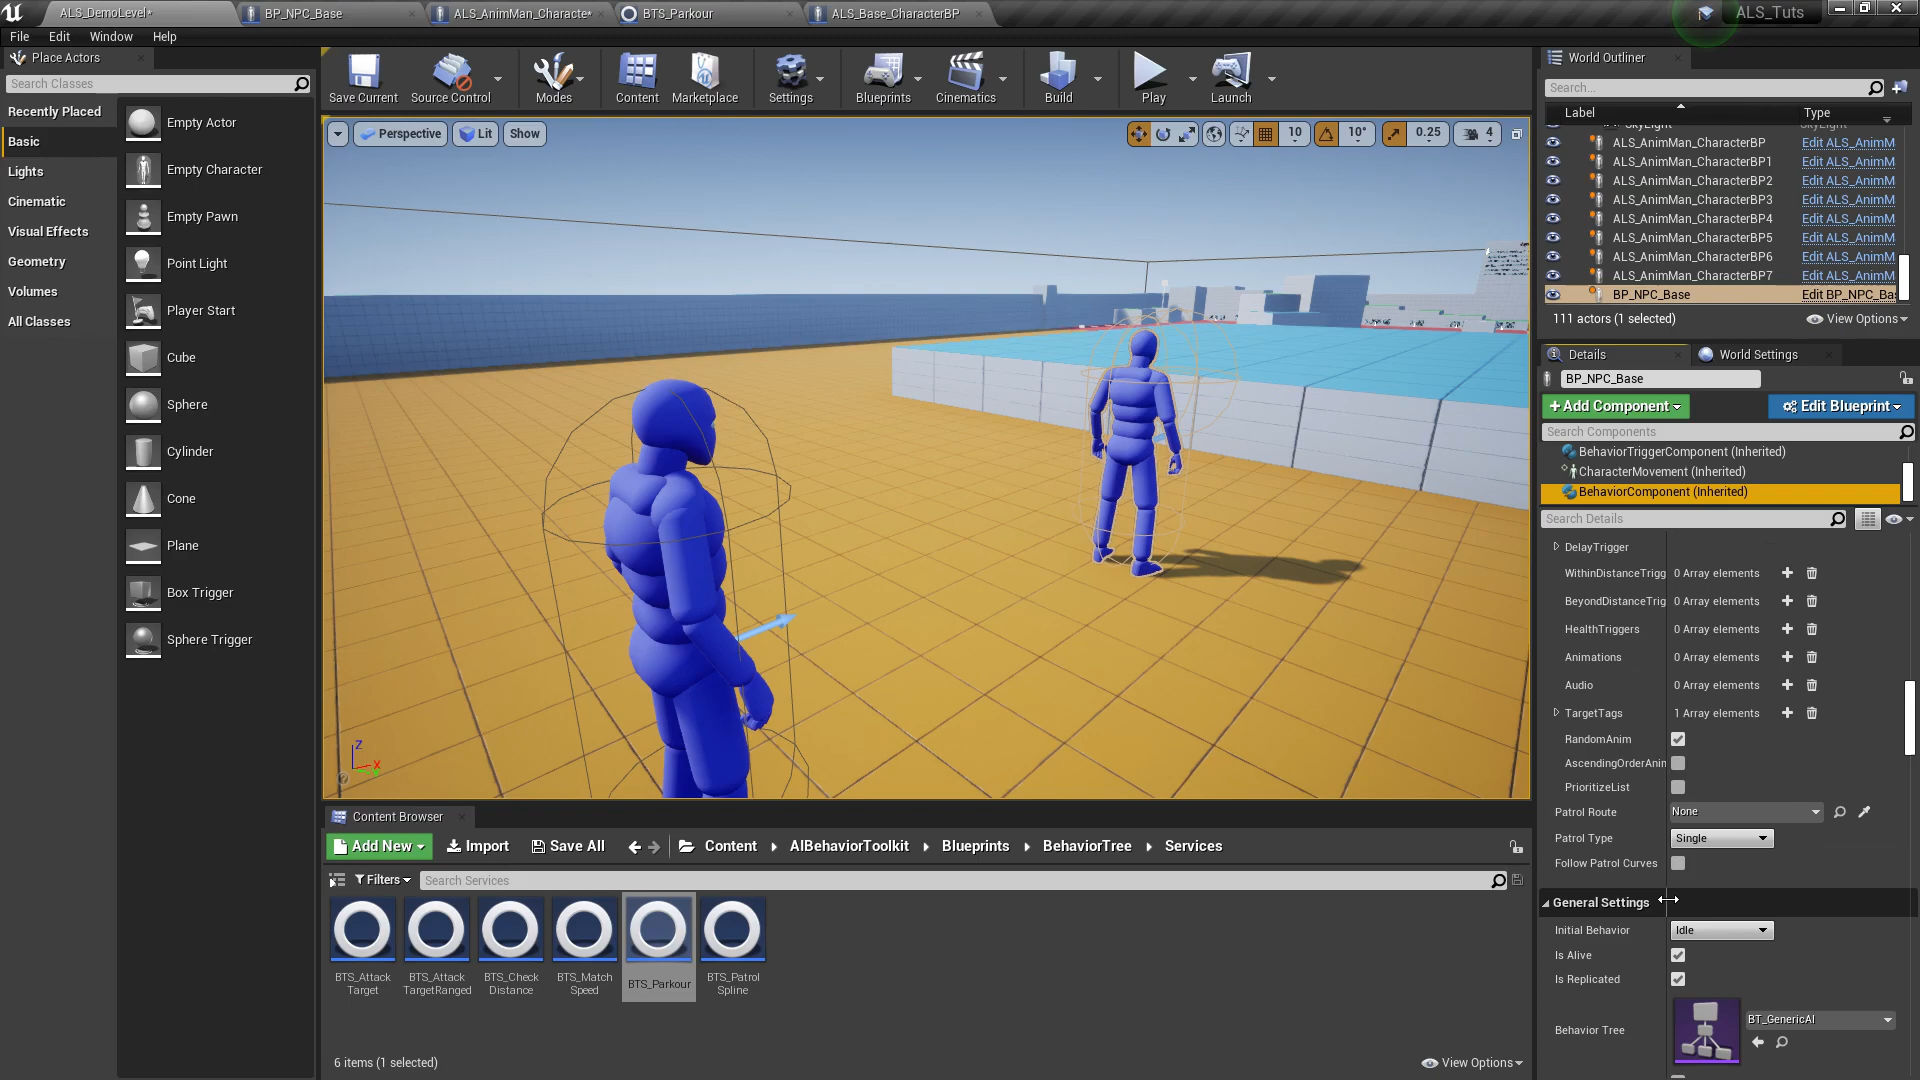 ALS_DemoLevel*
BP_NPC_Base
ALS_AnimMan_Characte*
BTS_Parkour
ALS_Base_CharacterBP
ALS_Tuts
File Edit Window Help
Place Actors
Search Classes
Recently Placed
Basic
Lights
Cinematic
Visual Effects
Geometry
Volumes
All Classes
Empty Actor
Empty Character
Empty Pawn
Point Light
Player Start
Cube
Sphere
Cylinder
Cone
Plane
Box Trigger
Sphere Trigger
Save Current
Source Control
Modes
Content
Marketplace
Settings
Blueprints
Cinematics
Build
Play
Launch
Perspective
Lit
Show
10
10°
0.25
4
Z
X
World Outliner
Search...
Label Type
SkyLight SkyLight
ALS_AnimMan_CharacterBP Edit ALS_AnimM
ALS_AnimMan_CharacterBP1 Edit ALS_AnimM
ALS_AnimMan_CharacterBP2 Edit ALS_AnimM
ALS_AnimMan_CharacterBP3 Edit ALS_AnimM
ALS_AnimMan_CharacterBP4 Edit ALS_AnimM
ALS_AnimMan_CharacterBP5 Edit ALS_AnimM
ALS_AnimMan_CharacterBP6 Edit ALS_AnimM
ALS_AnimMan_CharacterBP7 Edit ALS_AnimM
BP_NPC_Base Edit BP_NPC_Ba
111 actors (1 selected)
View Options
Details
World Settings
BP_NPC_Base
+Add Component
Edit Blueprint
Search Components
BehaviorTriggerComponent (Inherited)
CharacterMovement (Inherited)
BehaviorComponent (Inherited)
Search Details
DelayTrigger
WithinDistanceTrigg 0 Array elements
BeyondDistanceTrig 0 Array elements
HealthTriggers 0 Array elements
Animations 0 Array elements
Audio 0 Array elements
TargetTags 1 Array elements
RandomAnim
AscendingOrderAnim
PrioritizeList
Patrol Route None
Patrol Type Single
Follow Patrol Curves
General Settings
Initial Behavior Idle
Is Alive
Is Replicated
Behavior Tree BT_GenericAI
Content Browser
Add New
Import
Save All
Content
AIBehaviorToolkit
Blueprints
BehaviorTree
Services
Filters
Search Services
BTS_Attack
Target
BTS_Attack
TargetRanged
BTS_Check
Distance
BTS_Match
Speed
BTS_Parkour
BTS_Patrol
Spline
6 items (1 selected)
View Options